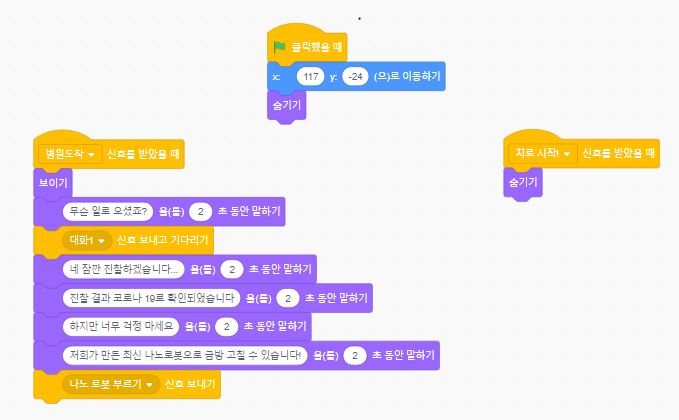 클릭했을 때
x: 117 y: -24 (으)로 이동하기
숨기기
병원도착 신호를 받았을 때
보이기
무슨 일로 오셨죠? 을(를) 2 초 동안 말하기
대화1 신호 보내고 기다리기
네 잠깐 진찰하겠습니다... 을(를) 2 초 동안 말하기
진찰 결과 코로나 19로 확인되었습니다 을(를) 2 초 동안 말하기
하지만 너무 걱정 마세요 을(를) 2 초 동안 말하기
저희가 만든 최신 나노로봇으로 금방 고칠 수 있습니다! 을(를) 2 초 동안 말하기
나노 로봇 부르기 신호 보내기
치료 시작! 신호를 받았을 때
숨기기